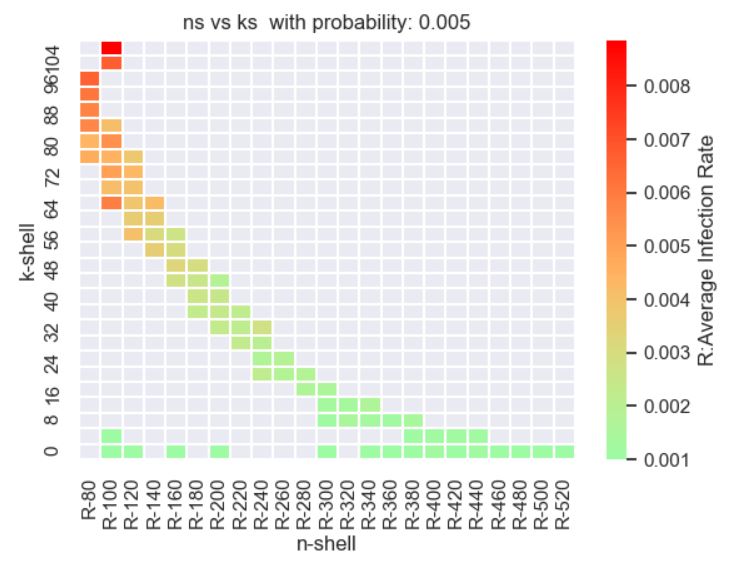 ns vs ks  with probability: 0.005
k-shell
104
96
88
80
72
64
56
48
40
32
24
16
8
0
R-80
R-100
R-120
R-140
R-160
R-180
R-200
R-220
R-240
R-260
R-280
R-300
R-320
R-340
R-360
R-380
R-400
R-420
R-440
R-460
R-480
R-500
R-520
n-shell
0.008
0.007
0.006
0.005
0.004
0.003
0.002
0.001
R:Average Infection Rate